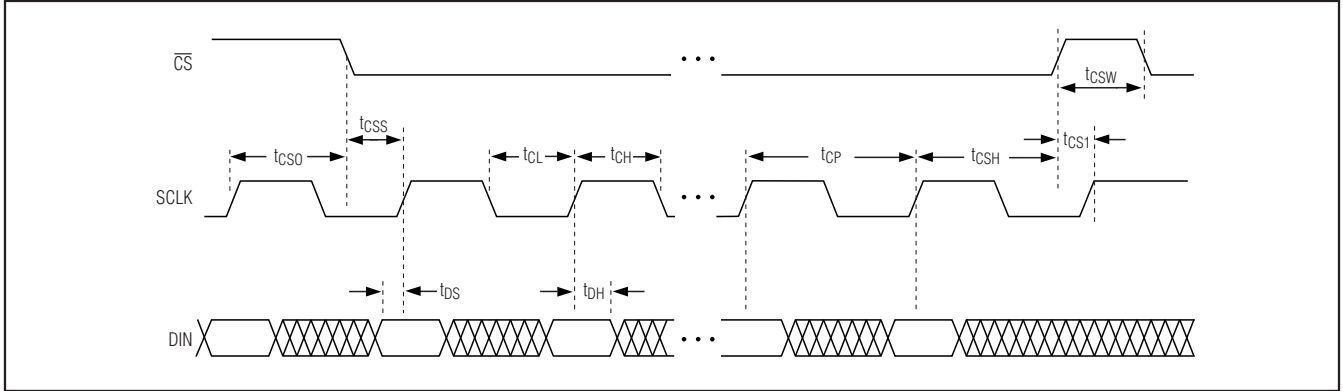 CS
tCSW
tCSS
tCS0
tCL
tCH
tCP
tCSH
tCS1
SCLK
tDS
tDH
DIN